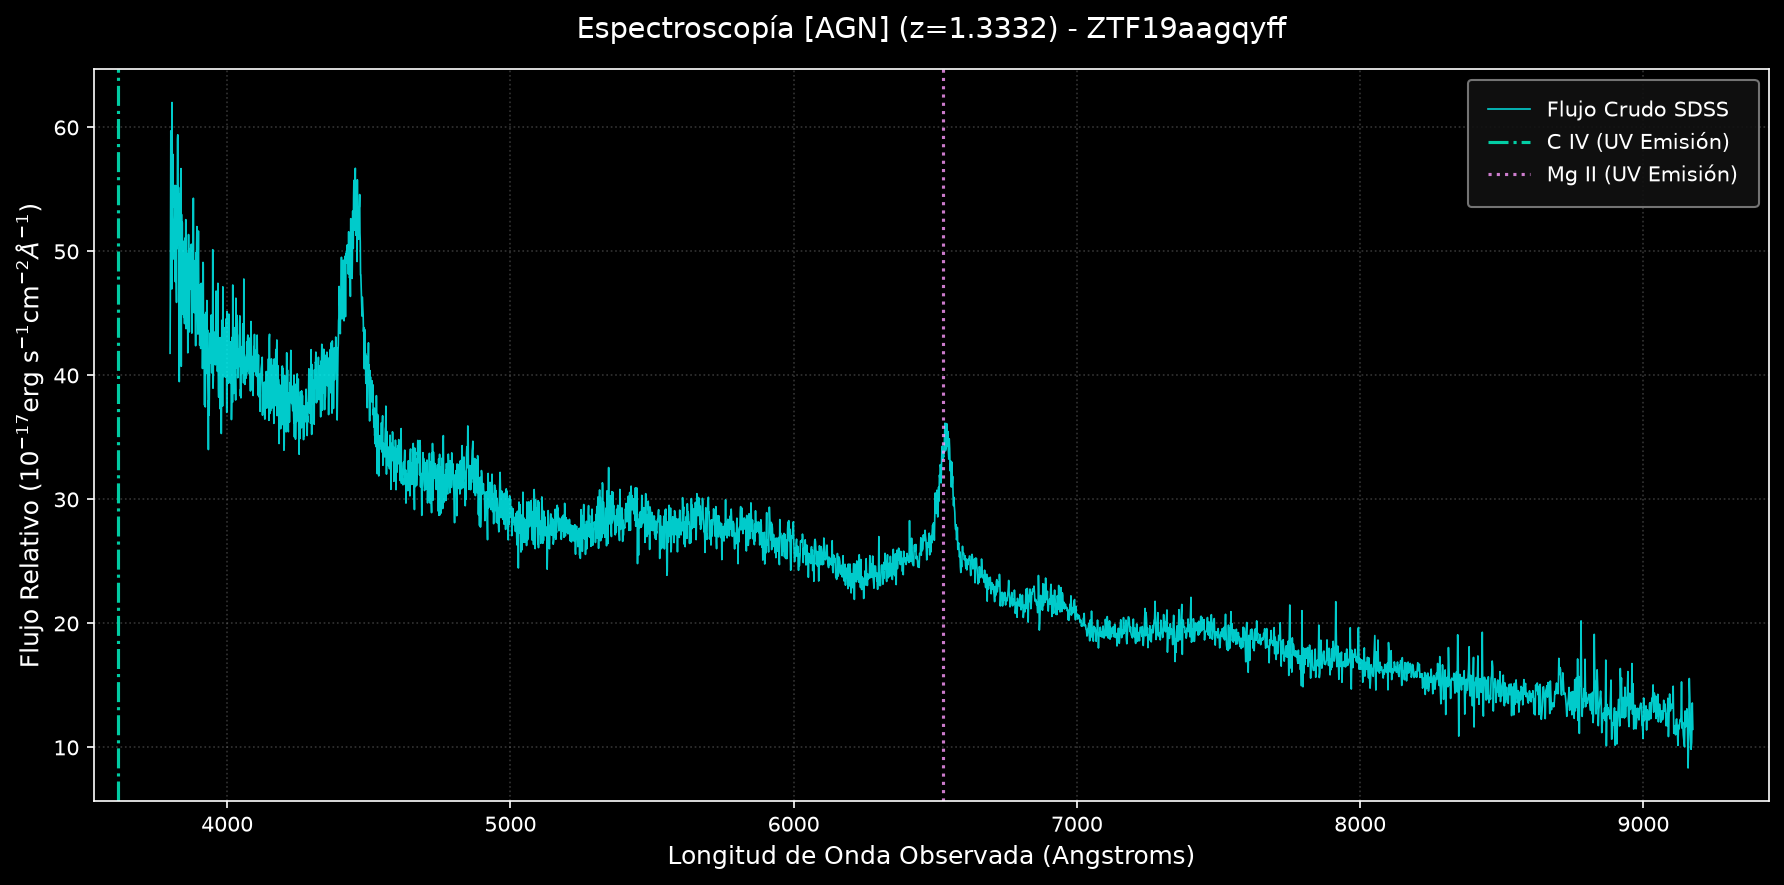 Espectroscopía [AGN] (z=1.3332) - ZTF19aagqyff
Flujo Relativo (10⁻¹⁷erg s⁻¹cm⁻²Å⁻¹)
60
50
40
30
20
10
Flujo Crudo SDSS
C IV (UV Emisión)
Mg II (UV Emisión)
4000 5000 6000 7000 8000 9000
Longitud de Onda Observada (Angstroms)